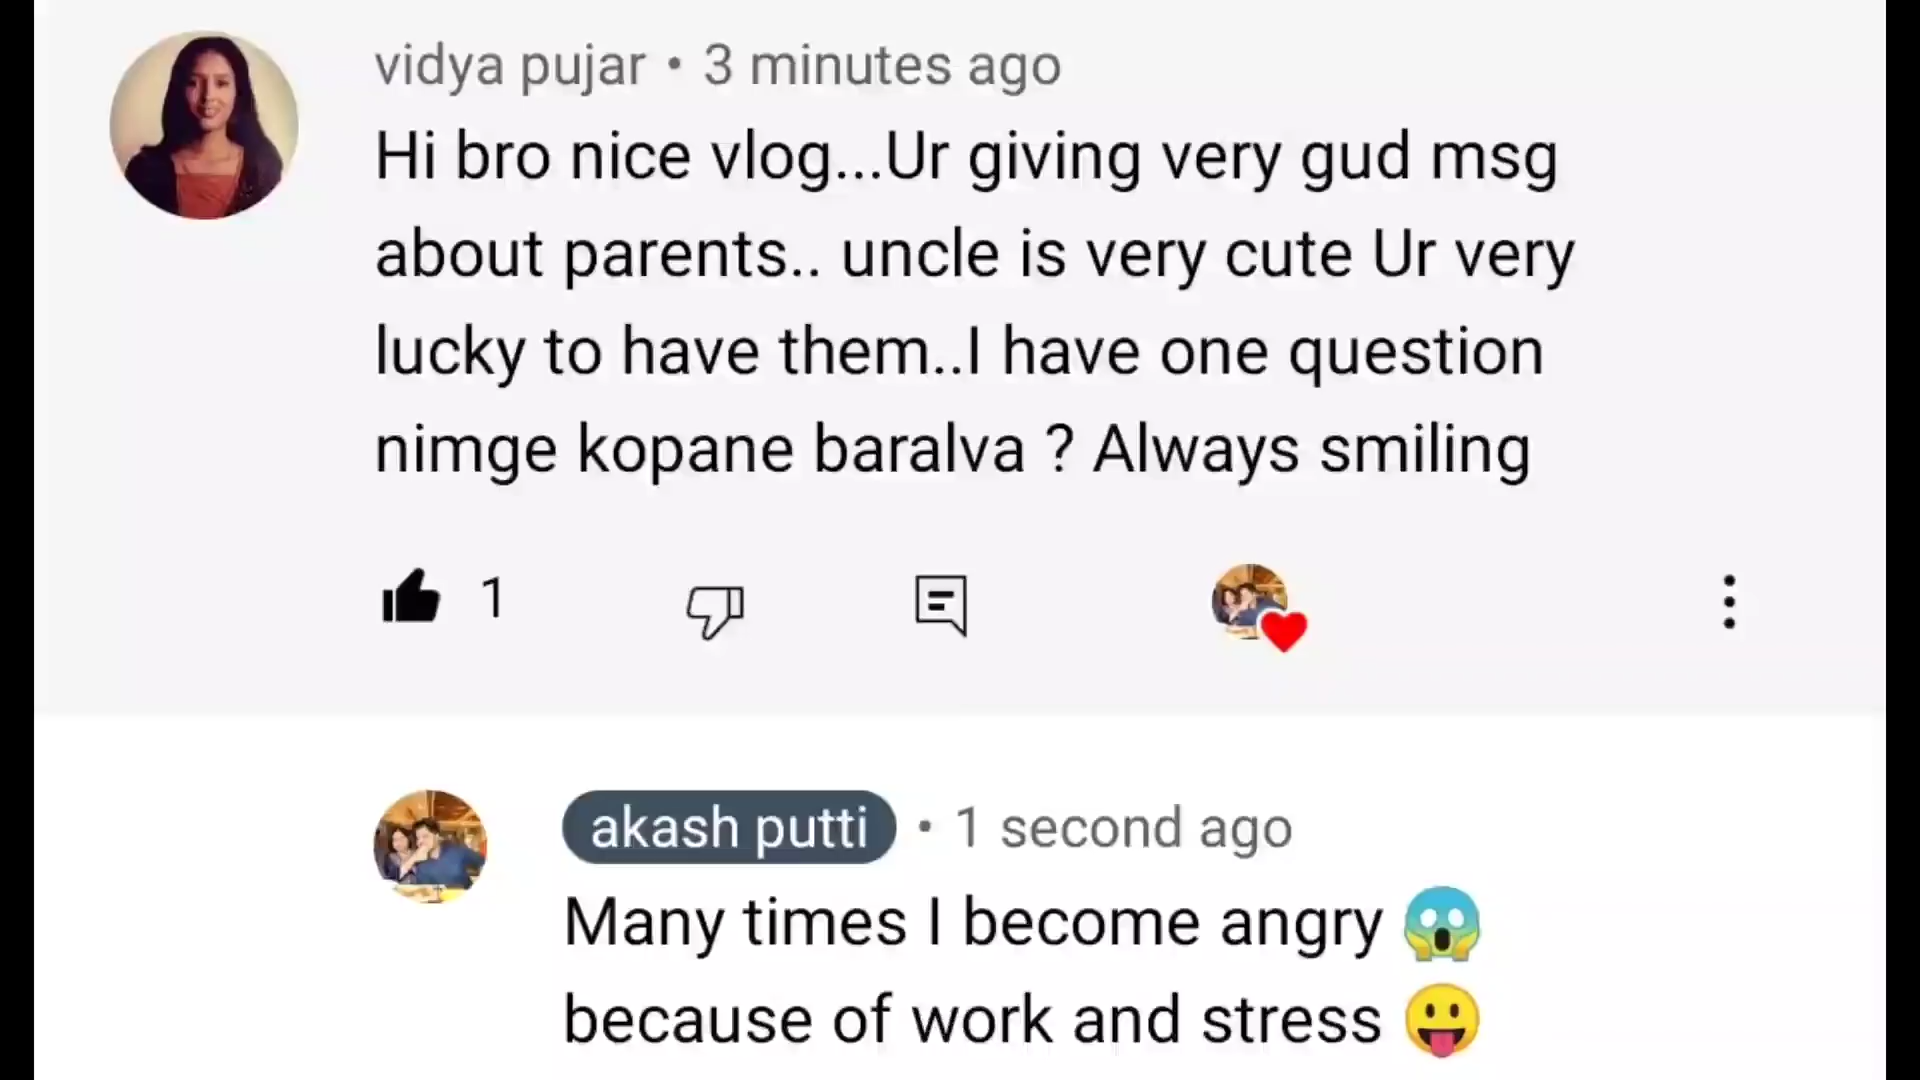 vidya pujar • 3 minutes ago
Hi bro nice vlog...Ur giving very gud msg
about parents.. uncle is very cute Ur very
lucky to have them..I have one question
nimge kopane baralva ? Always smiling
1
akash putti • 1 second ago
Many times I become angry 😱
because of work and stress 😛